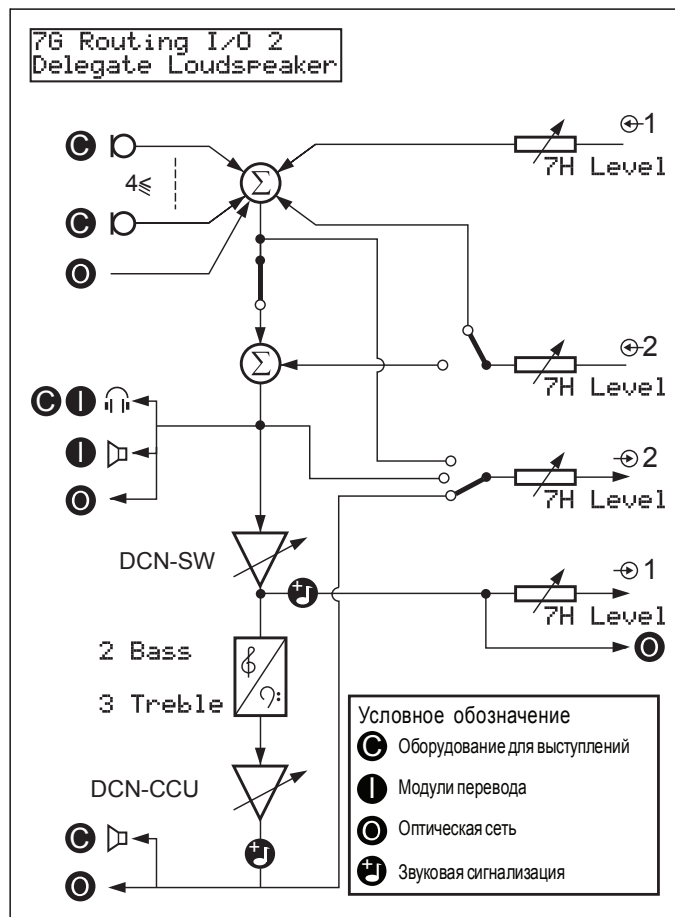 7G Routing I/O 2
Delegate Loudspeaker
C
1
7H Level
4≤
Σ
C
O
2
7H Level
Σ
C I
I
O
2
7H Level
DCN-SW
1
7H Level
O
2 Bass
3 Treble
DCN-CCU
C
O
Условное обозначение
C Оборудование для выступлений
I Модули перевода
O Оптическая сеть
Звуковая сигнализация